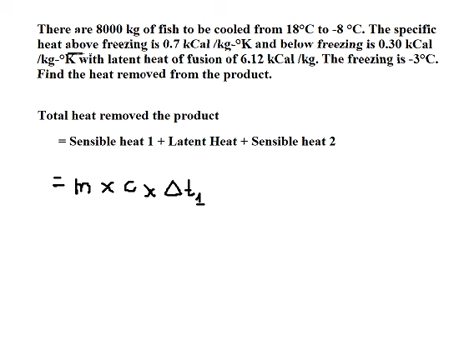 There are 8000 kg of fish to be cooled from 18°C to -8 °C. The specific
heat above freezing is 0.7 kCal /kg-°K and below freezing is 0.30 kCal
/kg-°K with latent heat of fusion of 6.12 kCal/kg. The freezing is -3°C.
Find the heat removed from the product.
Total heat removed the product
= Sensible heat 1 + Latent Heat + Sensible heat 2
= m x c x Δt₁